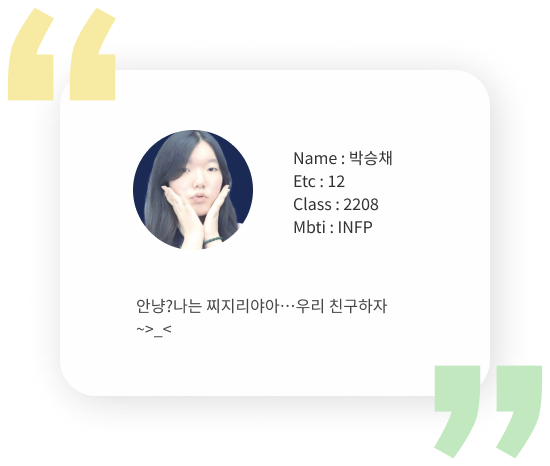 Name : 박승채
Etc : 12
Class : 2208
Mbti : INFP
안냥?나는 찌지리야아…우리 친구하자
~>_<